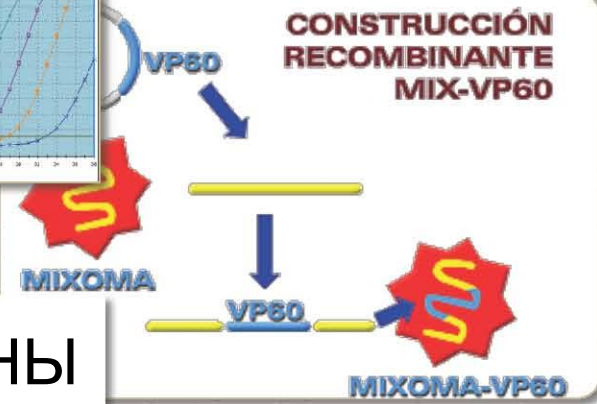 CONSTRUCCIÓN
RECOMBINANTE
MIX-VP60
VP60
MIXOMA
VP60
MIXOMA-VP60
НЫ